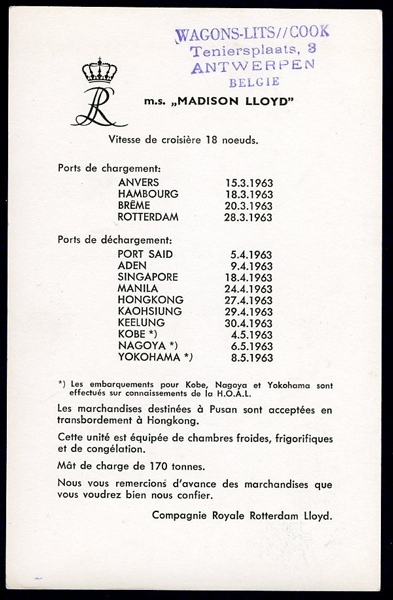 WAGONS-LITS//COOK
Teniersplaats, 3
ANTWERPEN
BELGIE
RL
m.s. „MADISON LLOYD”
Vitesse de croisière 18 noeuds.
Ports de chargement:
ANVERS 15.3.1963
HAMBOURG 18.3.1963
BRÊME 20.3.1963
ROTTERDAM 28.3.1963
Ports de déchargement:
PORT SAID 5.4.1963
ADEN 9.4.1963
SINGAPORE 18.4.1963
MANILA 24.4.1963
HONGKONG 27.4.1963
KAOHSIUNG 29.4.1963
KEELUNG 30.4.1963
KOBE *) 4.5.1963
NAGOYA *) 6.5.1963
YOKOHAMA *) 8.5.1963
*) Les embarquements pour Kobe, Nagoya et Yokohama sont
effectués sur connaissements de la H.O.A.L.
Les marchandises destinées à Pusan sont acceptées en
transbordement à Hongkong.
Cette unité est équipée de chambres froides, frigorifiques
et de congélation.
Mât de charge de 170 tonnes.
Nous vous remercions d'avance des marchandises que
vous voudrez bien nous confier.
Compagnie Royale Rotterdam Lloyd.